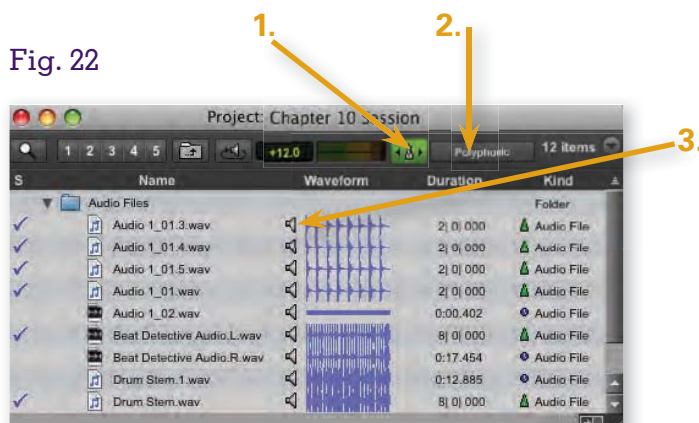 1.
2.
Fig. 22
Project: Chapter 10 Session
1 2 3 4 5 +12.0 Polyphonic 12 items
3.
S Name Waveform Duration Kind
Audio Files Folder
Audio 1_01.3.wav 2| 0| 000 Audio File
Audio 1_01.4.wav 2| 0| 000 Audio File
Audio 1_01.5.wav 2| 0| 000 Audio File
Audio 1_01.wav 2| 0| 000 Audio File
Audio 1_02.wav 0:00.402 Audio File
Beat Detective Audio.L.wav 8| 0| 000 Audio File
Beat Detective Audio.R.wav 0:17.454 Audio File
Drum Stem.1.wav 0:12.885 Audio File
Drum Stem.wav 8| 0| 000 Audio File